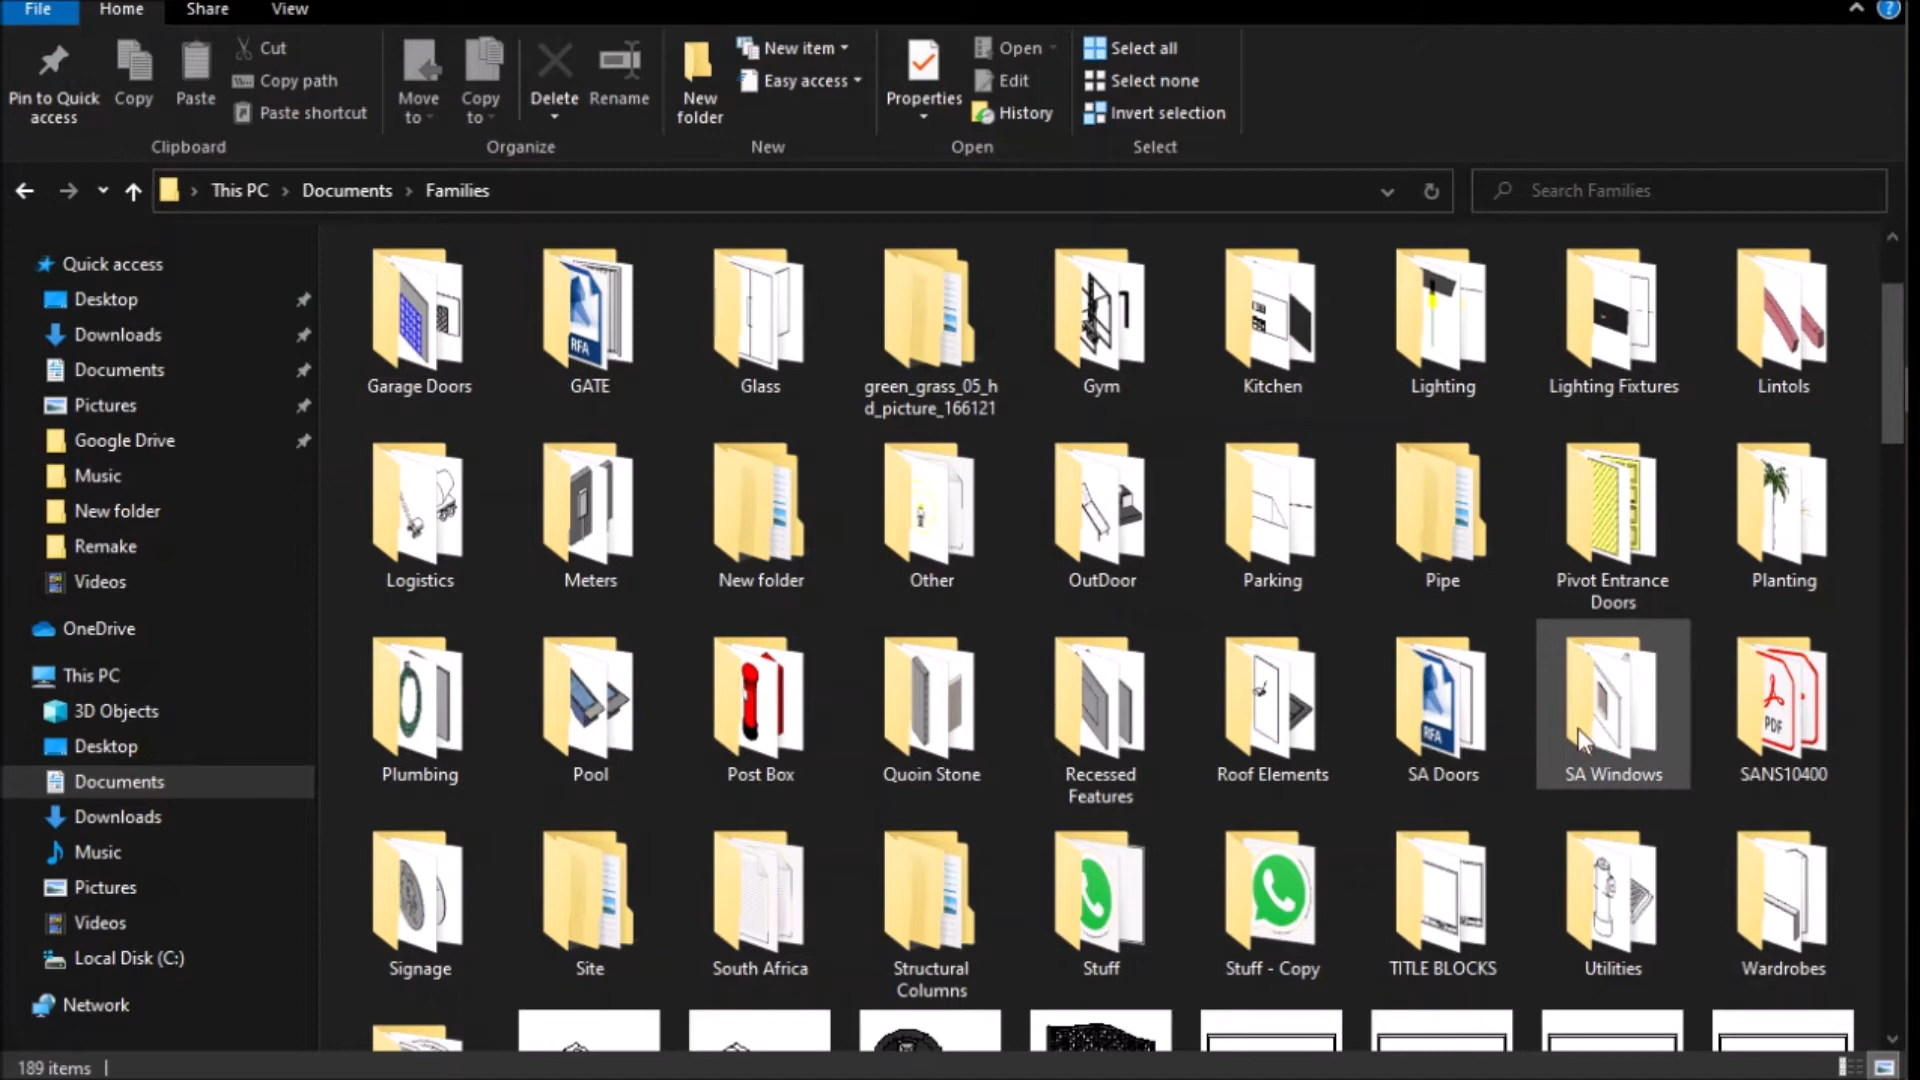 File
Home
Share
View
Pin to Quick
access
Copy
Paste
Cut
Copy path
Paste shortcut
Clipboard
Move
to
Copy
to
Delete
Rename
Organize
New
folder
New item
Easy access
New
Properties
Open
Edit
History
Open
Select all
Select none
Invert selection
Select
This PC
Documents
Families
Search Families
Quick access
Desktop
Downloads
Documents
Pictures
Google Drive
Music
New folder
Remake
Videos
OneDrive
This PC
3D Objects
Desktop
Documents
Downloads
Music
Pictures
Videos
Local Disk (C:)
Network
RFA
Garage Doors
GATE
Glass
green_grass_05_h
d_picture_166121
Gym
Kitchen
Lighting
Lighting Fixtures
Lintols
Logistics
Meters
New folder
Other
OutDoor
Parking
Pipe
Pivot Entrance
Doors
Planting
RFA
PDF
Plumbing
Pool
Post Box
Quoin Stone
Recessed
Features
Roof Elements
SA Doors
SA Windows
SANS10400
Signage
Site
South Africa
Structural
Columns
Stuff
Stuff - Copy
TITLE BLOCKS
Utilities
Wardrobes
189 items